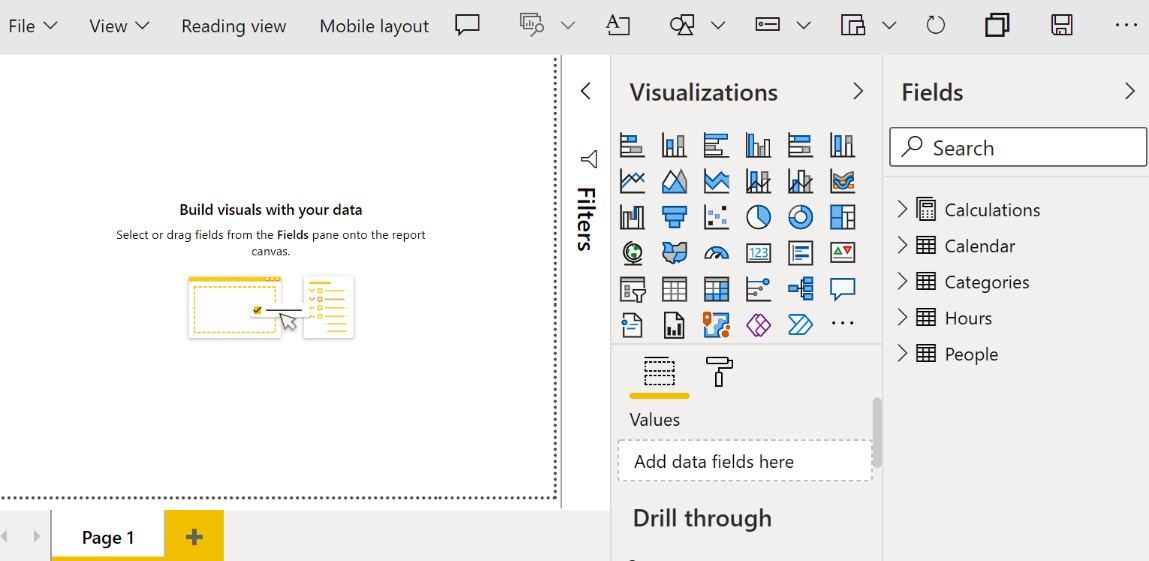 File
View
Reading view
Mobile layout
Build visuals with your data
Select or drag fields from the Fields pane onto the report
canvas.
Page 1
Filters
Visualizations
123
Values
Add data fields here
Drill through
Fields
Search
Calculations
Calendar
Categories
Hours
People